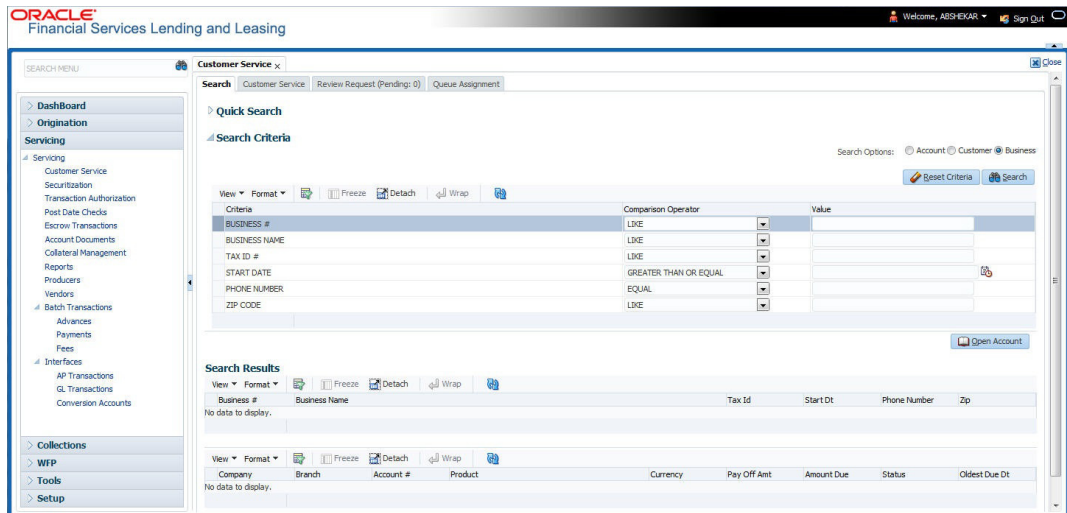 ORACLE
Financial Services Lending and Leasing
Welcome, ABSHEKAR
Sign Out
SEARCH MENU
DashBoard
Origination
Servicing
Servicing
Customer Service
Securitization
Transaction Authorization
Post Date Checks
Escrow Transactions
Account Documents
Collateral Management
Reports
Producers
Vendors
Batch Transactions
Advances
Payments
Fees
Interfaces
AP Transactions
GL Transactions
Conversion Accounts
Collections
WFP
Tools
Setup
Customer Service x
Close
Search Customer Service Review Request (Pending: 0) Queue Assignment
Quick Search
Search Criteria
Search Options: Account Customer Business
Reset Criteria Search
View Format Freeze Detach Wrap
Criteria Comparison Operator Value
BUSINESS # LIKE
BUSINESS NAME LIKE
TAX ID # LIKE
START DATE GREATER THAN OR EQUAL
PHONE NUMBER EQUAL
ZIP CODE LIKE
Open Account
Search Results
View Format Freeze Detach Wrap
Business # Business Name Tax Id Start Dt Phone Number Zip
No data to display.
View Format Freeze Detach Wrap
Company Branch Account # Product Currency Pay Off Amt Amount Due Status Oldest Due Dt
No data to display.